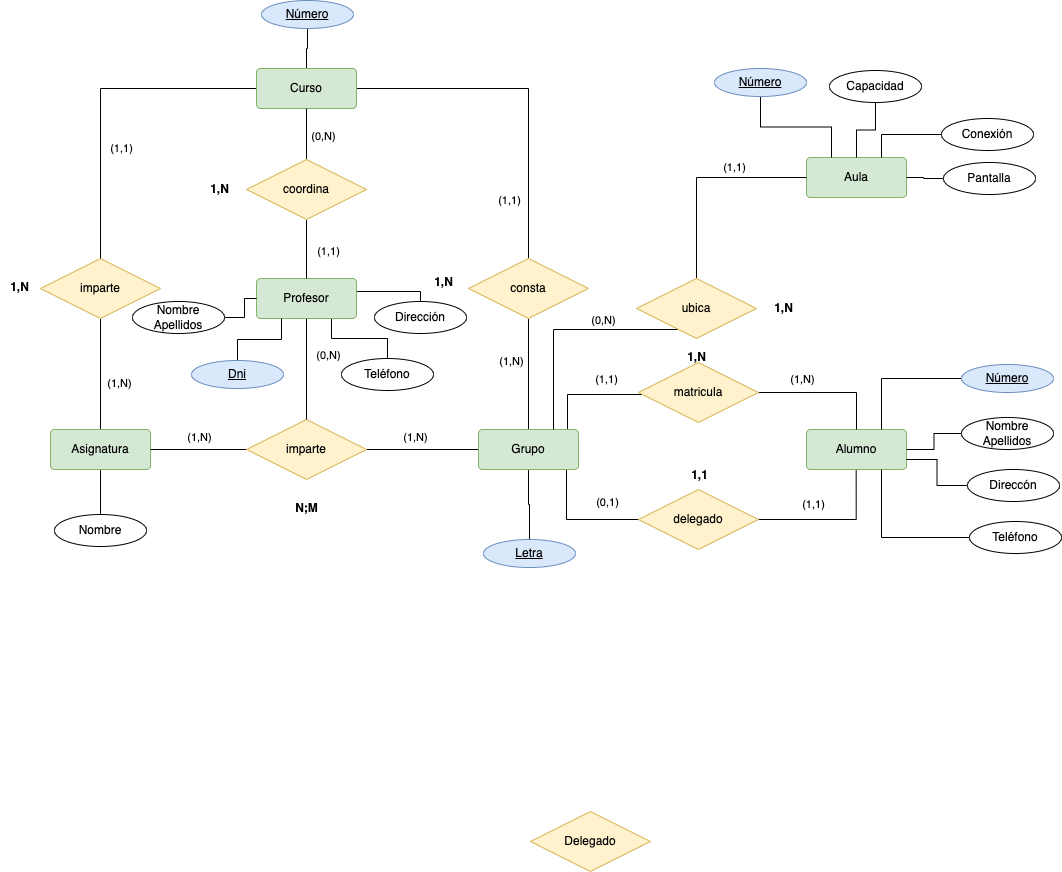 Número
Curso
Número
Capacidad
Conexión
(0,N)
(1,1)
Aula
Pantalla
(1,1)
1,N
coordina
(1,1)
(1,1)
1,N
imparte
Profesor
1,N
consta
ubica
1,N
Nombre
Apellidos
Dirección
(0,N)
(0,N)
(1,N)
1,N
Dni
Teléfono
(1,N)
(1,1)
matricula
(1,N)
Número
Nombre
Apellidos
Asignatura
(1,N)
imparte
(1,N)
Grupo
Alumno
1,1
Direccón
(0,1)
delegado
(1,1)
N;M
Nombre
Letra
Teléfono
Delegado